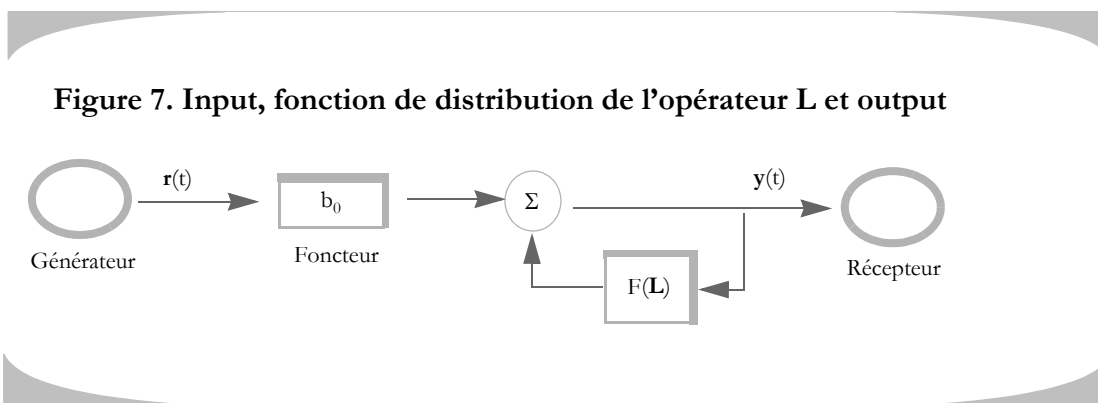 Figure 7. Input, fonction de distribution de l’opérateur L et output
r(t)
y(t)
b₀
Σ
Générateur
Foncteur
F(L)
Récepteur